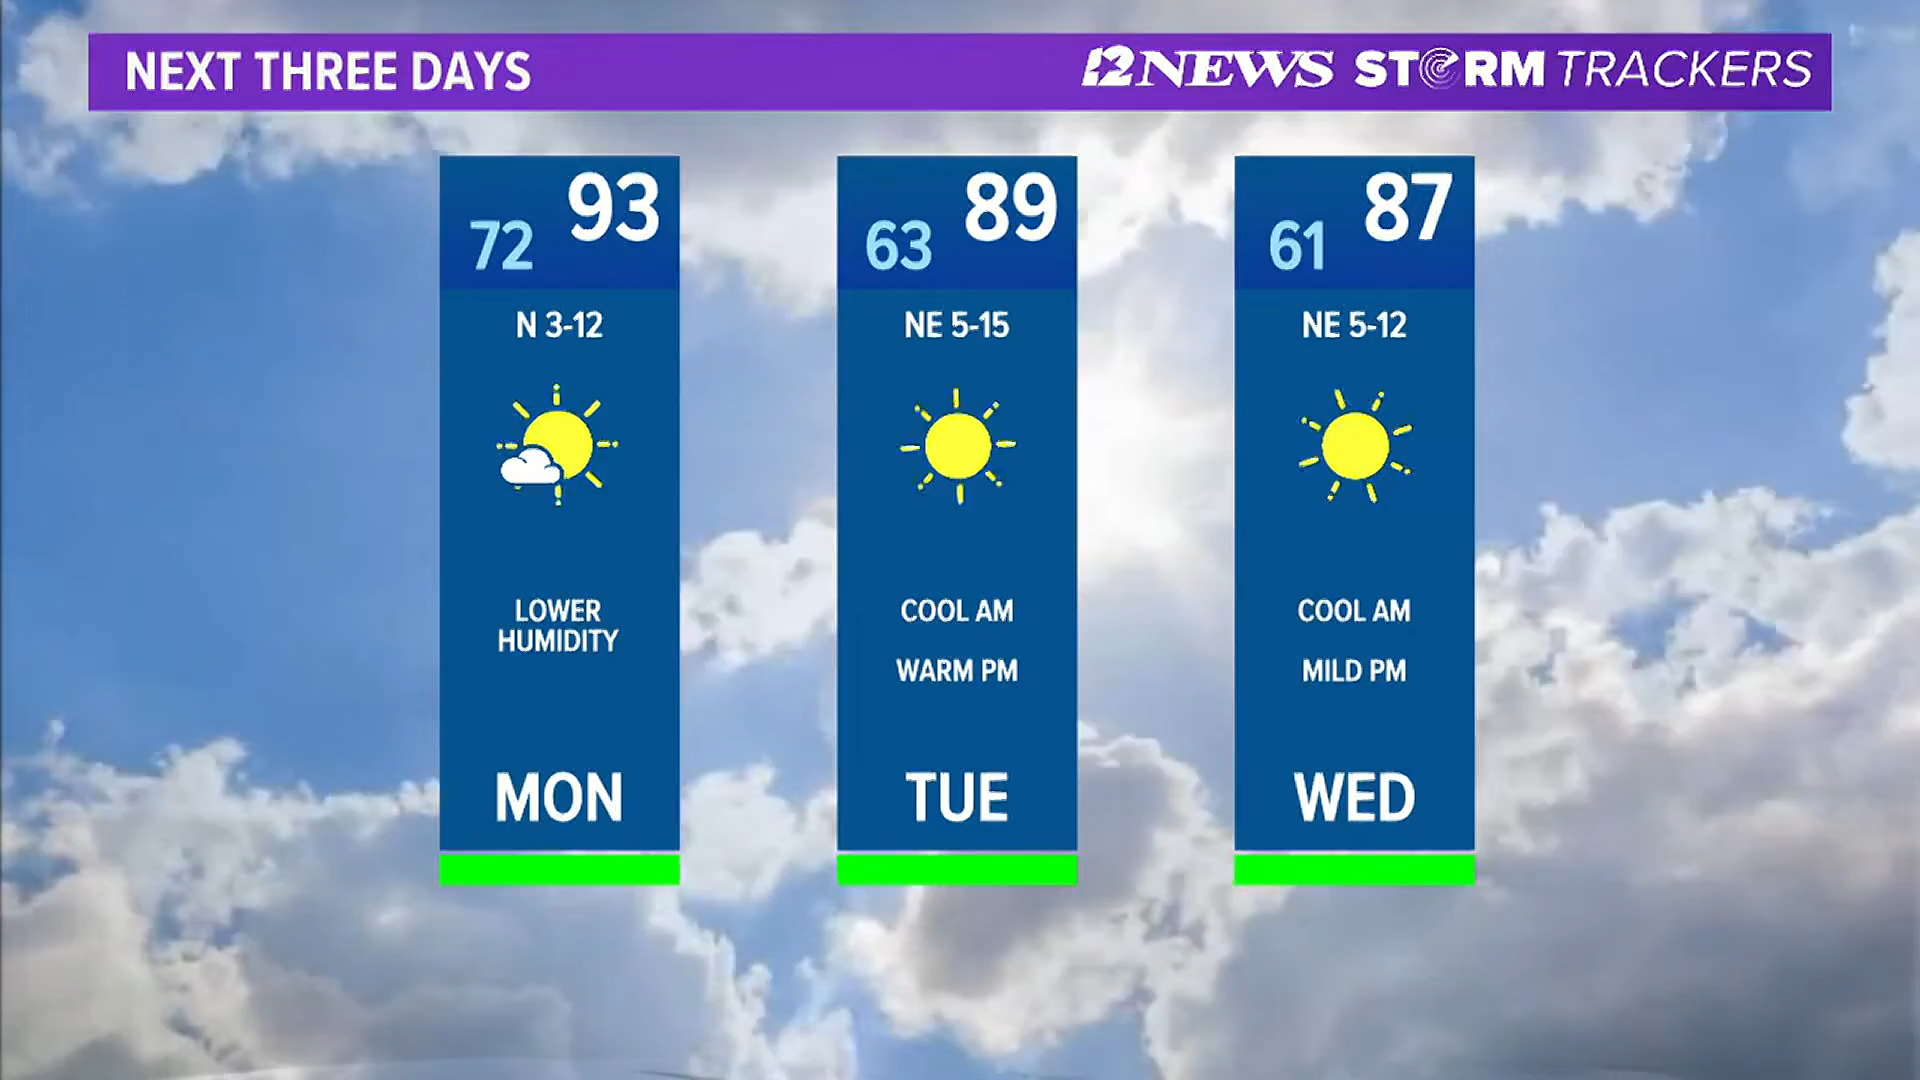 NEXT THREE DAYS
12NEWS STORM TRACKERS
72 93
N 3-12
LOWER
HUMIDITY
MON
63 89
NE 5-15
COOL AM
WARM PM
TUE
61 87
NE 5-12
COOL AM
MILD PM
WED